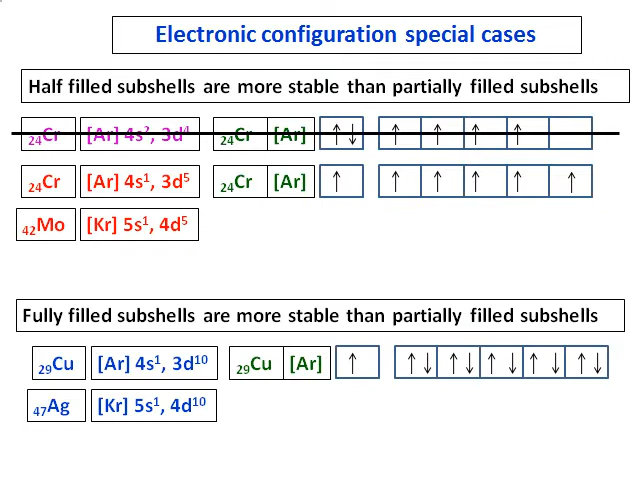 Electronic configuration special cases
Half filled subshells are more stable than partially filled subshells
₂₄Cr [Ar] 4s², 3d⁴ ₂₄Cr [Ar] ↑↓ ↑ ↑ ↑ ↑
₂₄Cr [Ar] 4s¹, 3d⁵ ₂₄Cr [Ar] ↑ ↑ ↑ ↑ ↑ ↑
₄₂Mo [Kr] 5s¹, 4d⁵
Fully filled subshells are more stable than partially filled subshells
₂₉Cu [Ar] 4s¹, 3d¹⁰ ₂₉Cu [Ar] ↑ ↑↓ ↑↓ ↑↓ ↑↓ ↑↓
₄₇Ag [Kr] 5s¹, 4d¹⁰